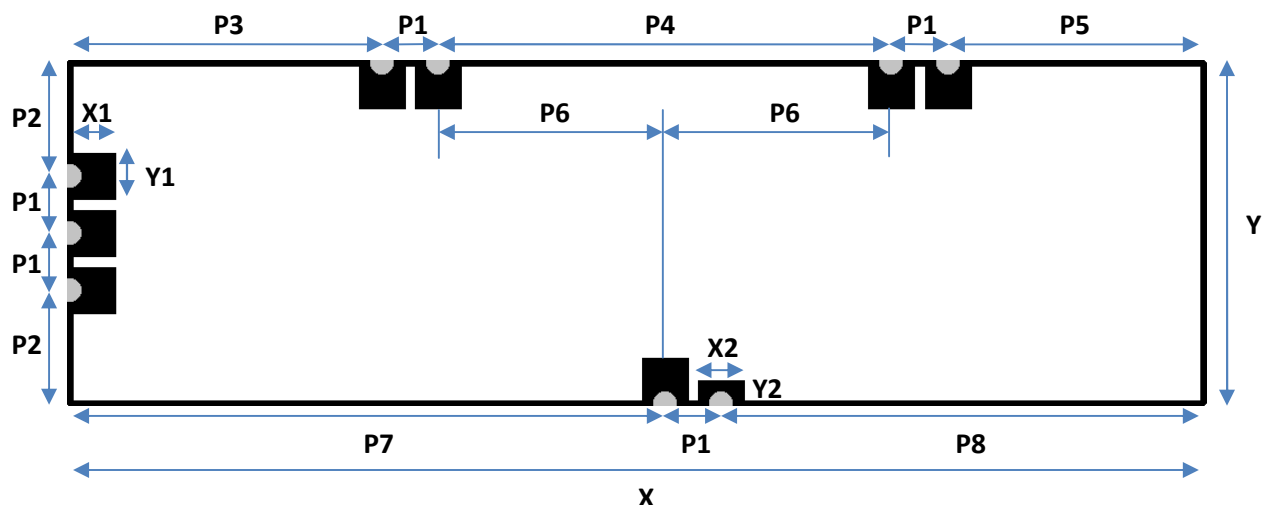 P3 P1 P4 P1 P5
P2 X1 P6 P6
Y1
P1 Y
P1
P2 X2
Y2
P7 P1 P8
X